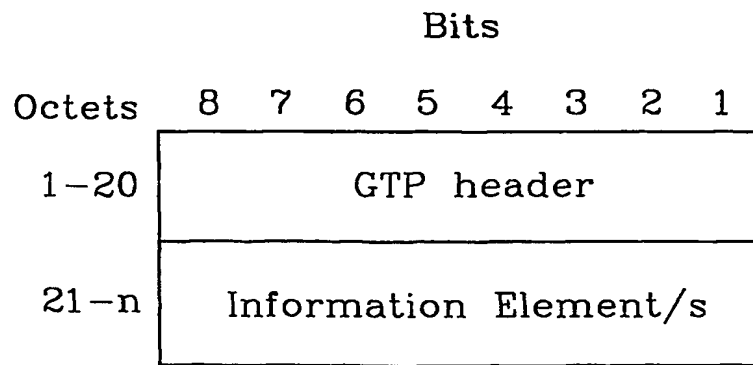 Bits
Octets 8 7 6 5 4 3 2 1
1-20 GTP header
21-n Information Element/s